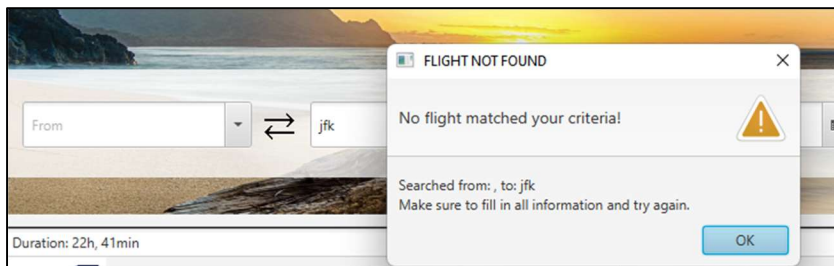 FLIGHT NOT FOUND
From
jfk
No flight matched your criteria!
Searched from: , to: jfk
Make sure to fill in all information and try again.
OK
Duration: 22h, 41min